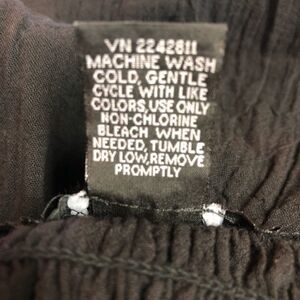 VN 2242811
MACHINE WASH
COLD, GENTLE
CYCLE WITH LIKE
COLORS,USE ONLY
NON-CHLORINE
BLEACH WHEN
NEEDED, TUMBLE
DRY LOW,REMOVE
PROMPTLY